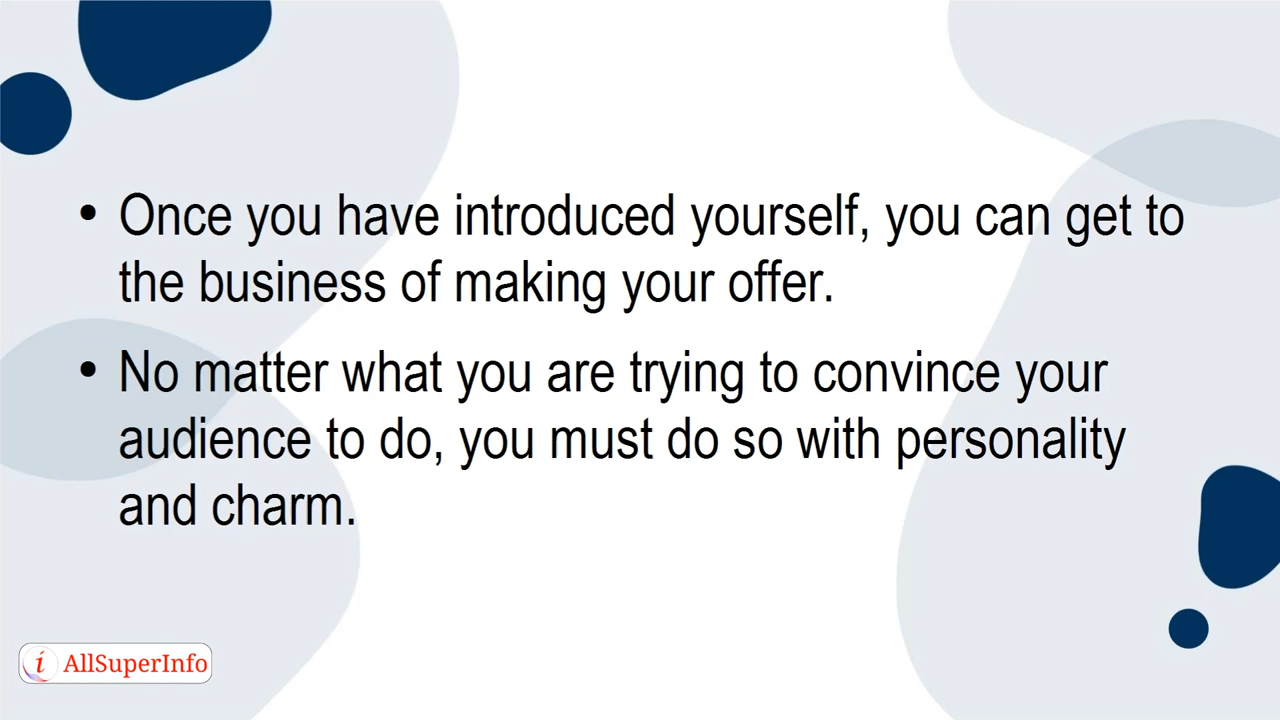 • Once you have introduced yourself, you can get to
the business of making your offer.
• No matter what you are trying to convince your
audience to do, you must do so with personality
and charm.
i AllSuperInfo